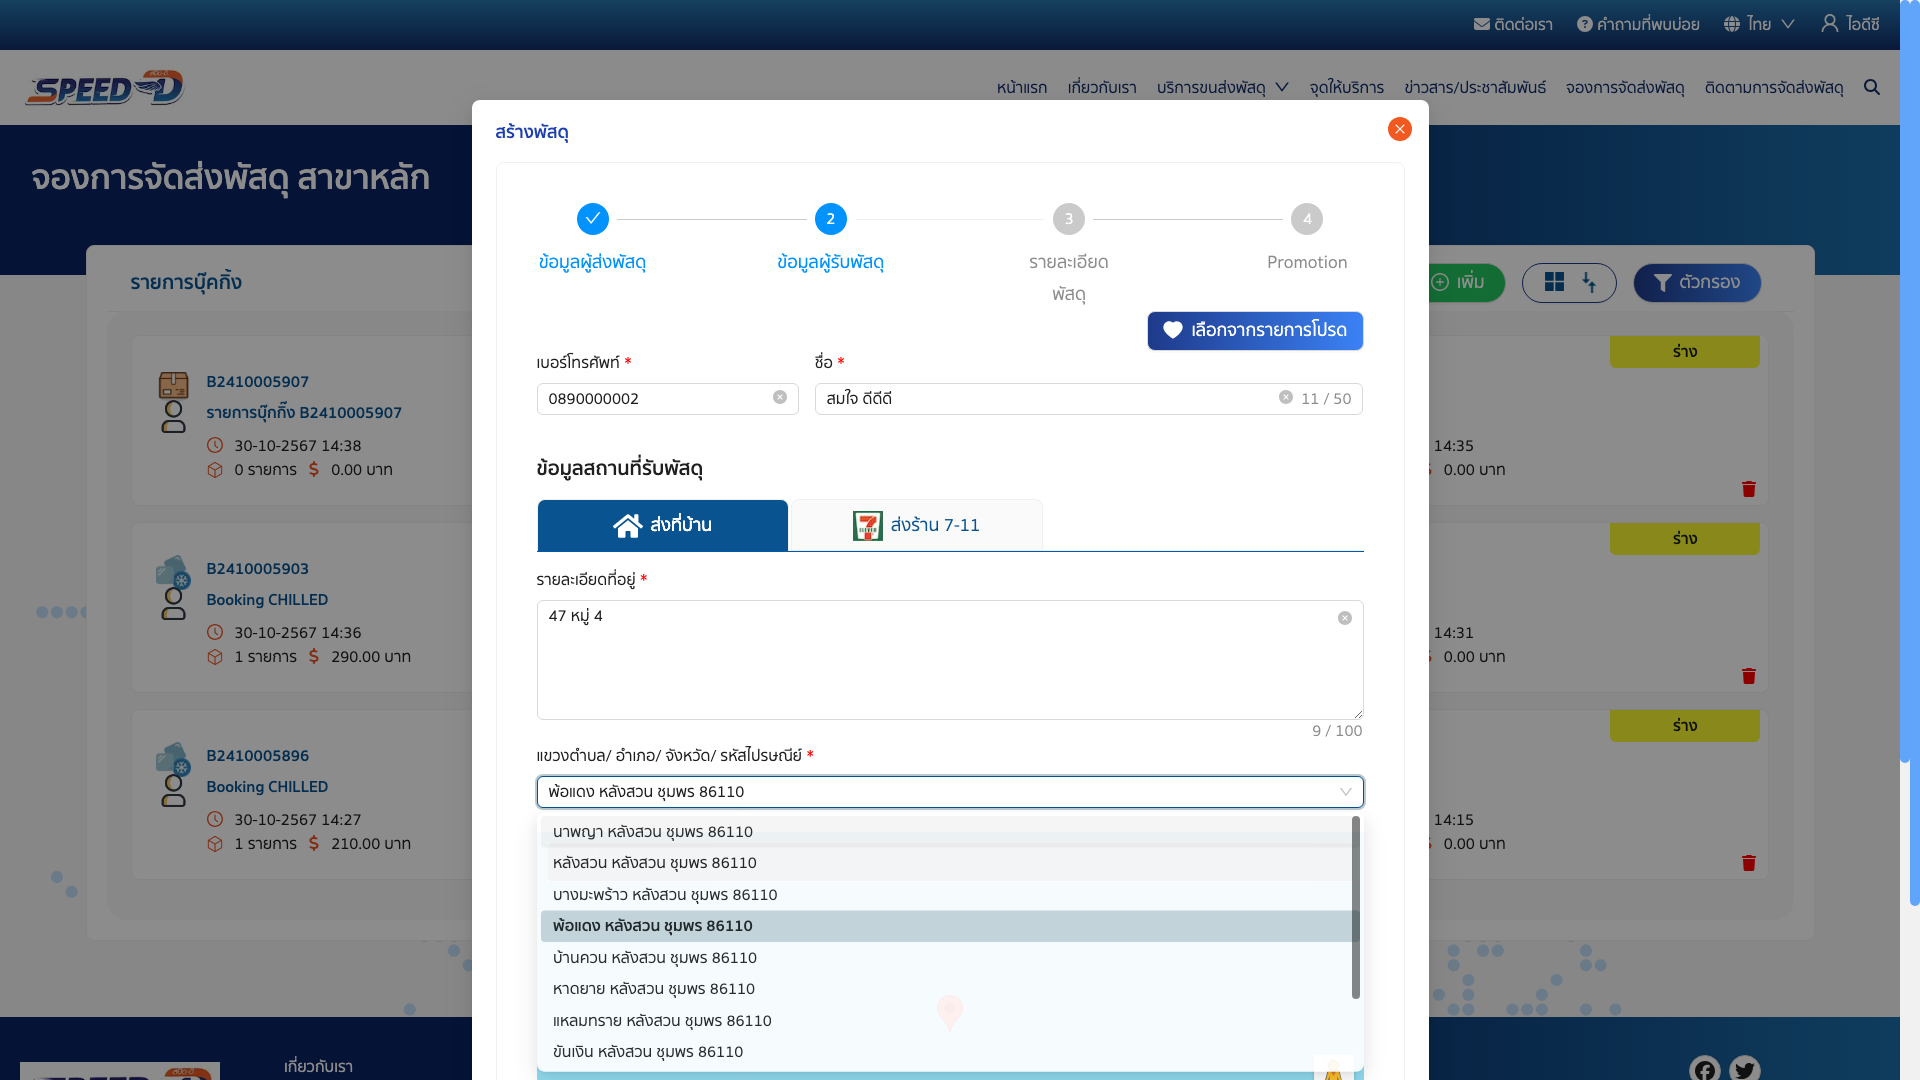 ติดต่อเรา
คำถามที่พบบ่อย
ไทย
ไอดีซี
SPEED-D
หน้าแรก
เกี่ยวกับเรา
บริการขนส่งพัสดุ
จุดให้บริการ
ข่าวสาร/ประชาสัมพันธ์
จองการจัดส่งพัสดุ
ติดตามการจัดส่งพัสดุ
จองการจัดส่งพัสดุ สาขาหลัก
รายการบุ๊คกิ้ง
เพิ่ม
ตัวกรอง
B2410005907
รายการบุ๊กกิ้ง B2410005907
30-10-2567 14:38
0 รายการ 0.00 บาท
B2410005903
Booking CHILLED
30-10-2567 14:36
1 รายการ 290.00 บาท
B2410005896
Booking CHILLED
30-10-2567 14:27
1 รายการ 210.00 บาท
สร้างพัสดุ
2
3
4
ข้อมูลผู้ส่งพัสดุ
ข้อมูลผู้รับพัสดุ
รายละเอียด
พัสดุ
Promotion
เลือกจากรายการโปรด
เบอร์โทรศัพท์ *
ชื่อ *
0890000002
สมใจ ดีดีดี
11 / 50
ข้อมูลสถานที่รับพัสดุ
ส่งที่บ้าน
ส่งร้าน 7-11
รายละเอียดที่อยู่ *
47 หมู่ 4
9 / 100
แขวงตำบล/ อำเภอ/ จังหวัด/ รหัสไปรษณีย์ *
พ้อแดง หลังสวน ชุมพร 86110
นาพญา หลังสวน ชุมพร 86110
หลังสวน หลังสวน ชุมพร 86110
บางมะพร้าว หลังสวน ชุมพร 86110
พ้อแดง หลังสวน ชุมพร 86110
บ้านควน หลังสวน ชุมพร 86110
หาดยาย หลังสวน ชุมพร 86110
แหลมทราย หลังสวน ชุมพร 86110
ขันเงิน หลังสวน ชุมพร 86110
ร่าง
14:35
0.00 บาท
ร่าง
14:31
0.00 บาท
ร่าง
14:15
0.00 บาท
เกี่ยวกับเรา